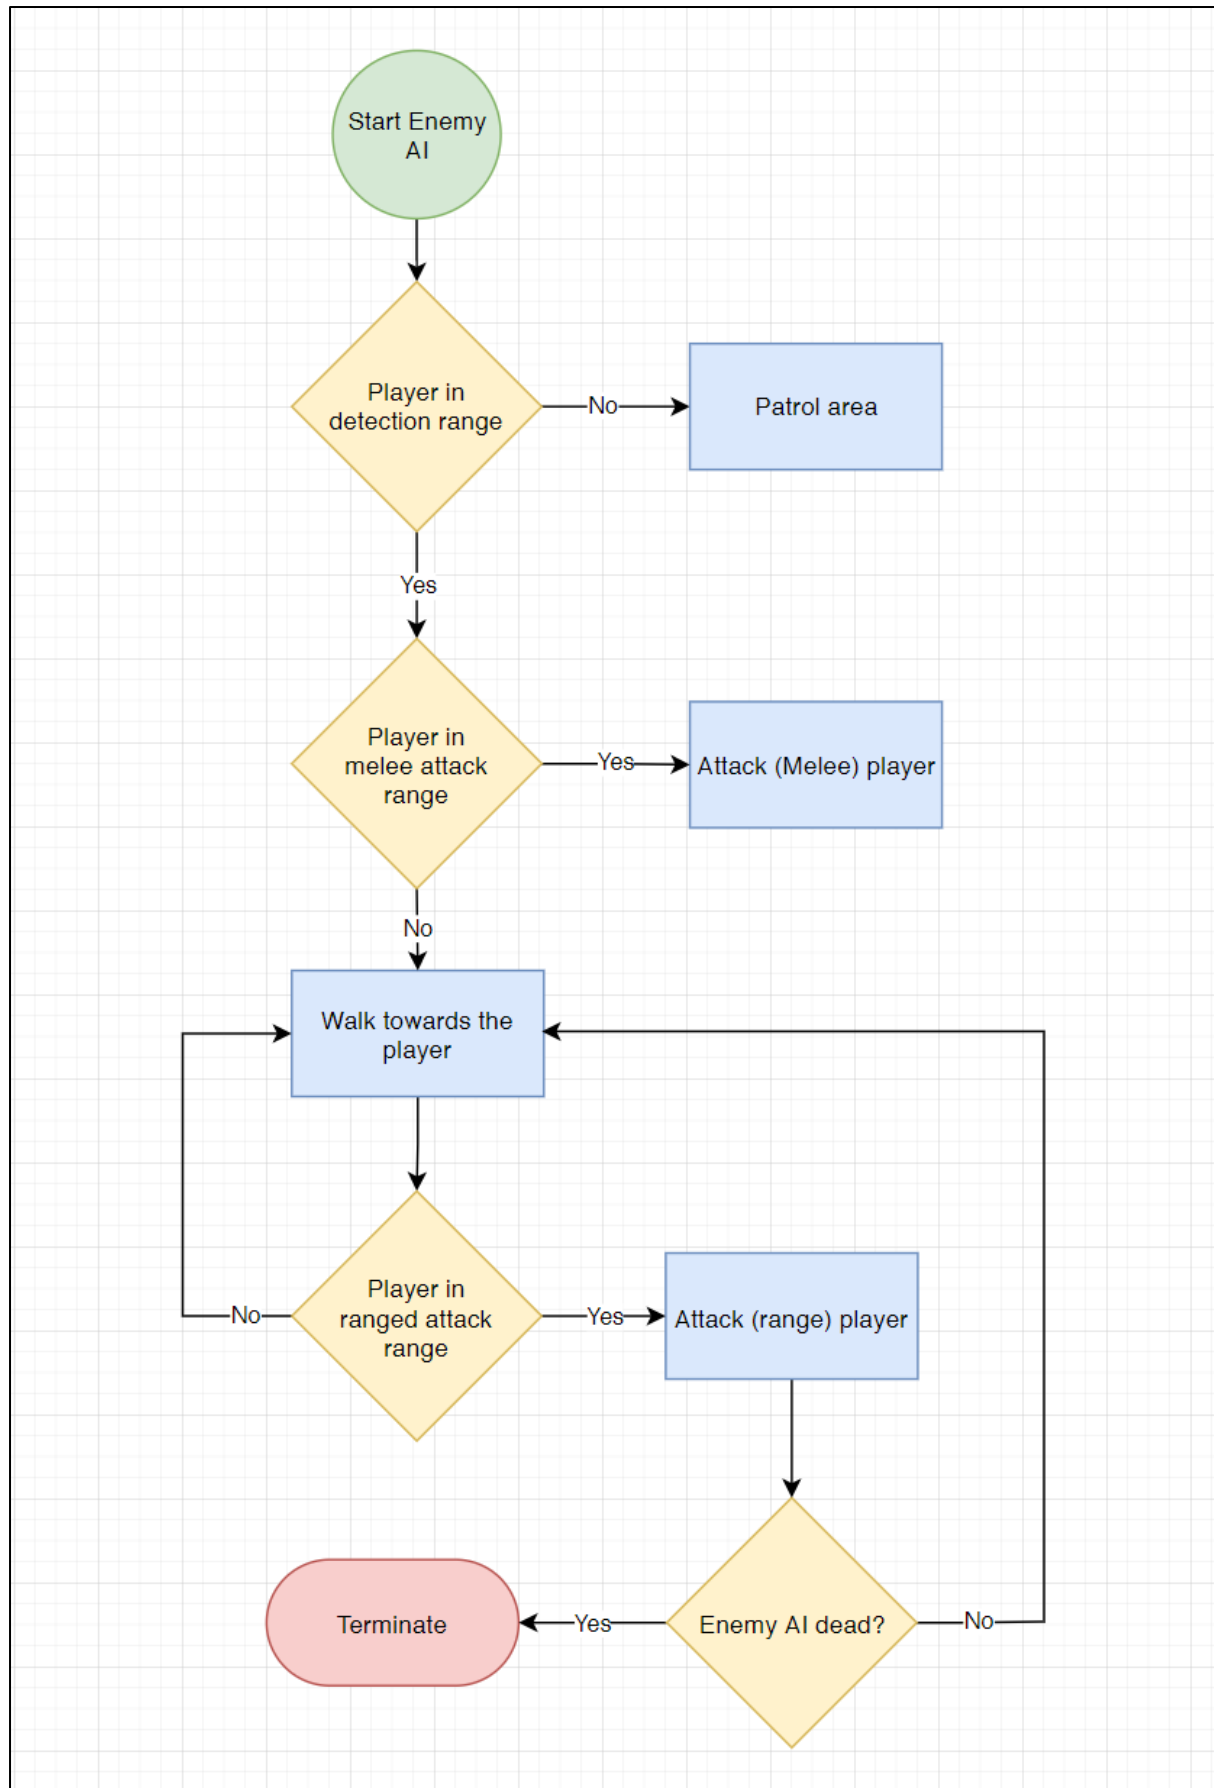 Start Enemy
AI
Player in
detection range
No
Patrol area
Yes
Player in
melee attack
range
Yes
Attack (Melee) player
No
Walk towards the
player
Player in
ranged attack
range
No
Yes
Attack (range) player
Enemy AI dead?
Yes
No
Terminate